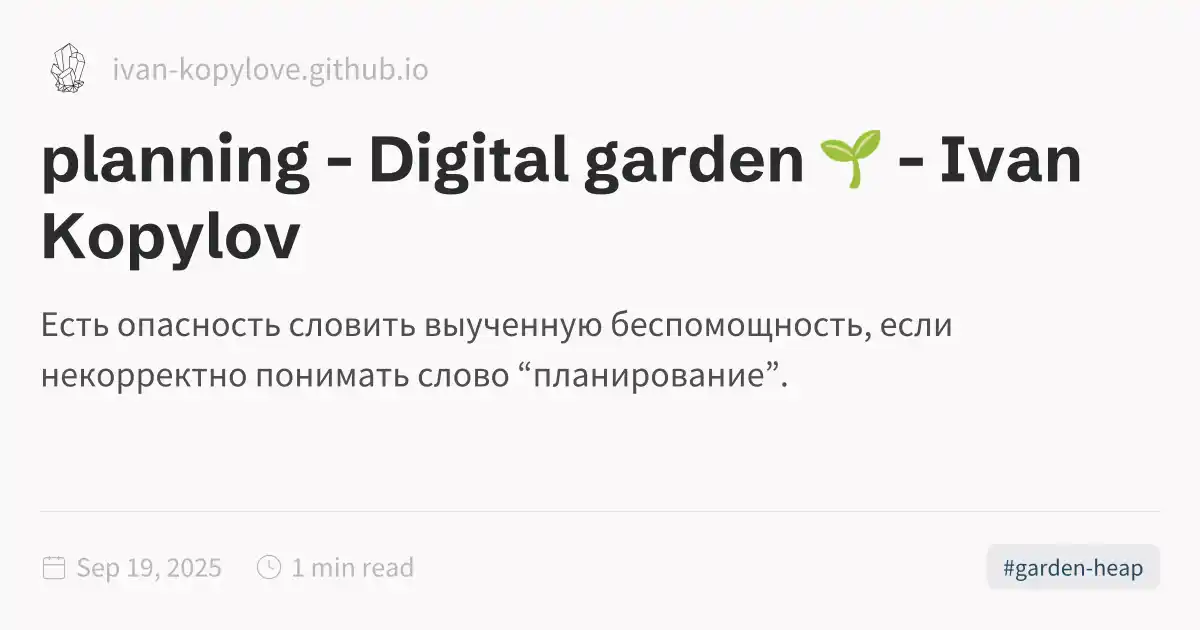 ivan-kopylove.github.io
planning - Digital garden 🌱 - Ivan
Kopylov
Есть опасность словить выученную беспомощность, если
некорректно понимать слово “планирование”.
Sep 19, 2025
1 min read
#garden-heap